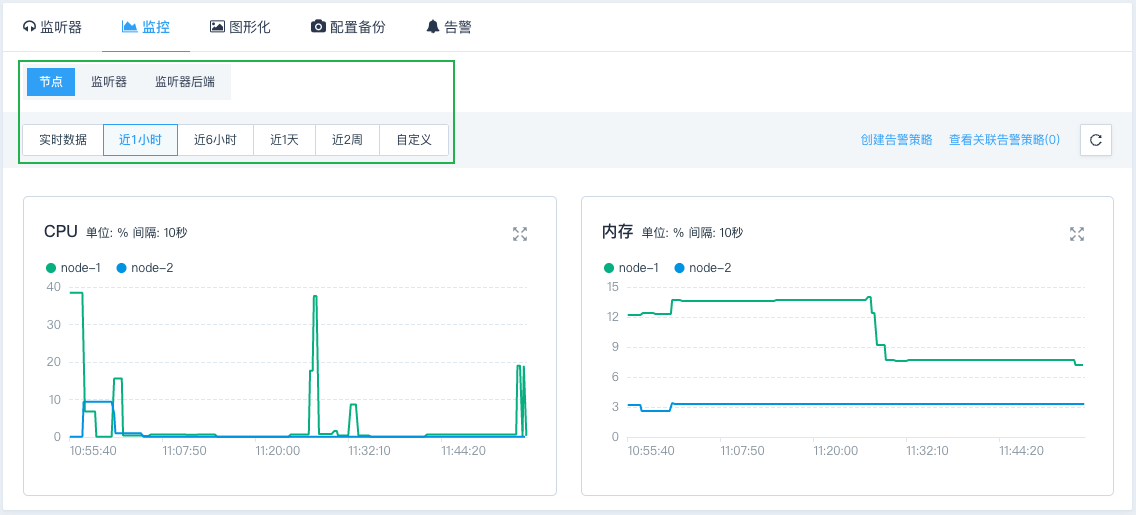 监听器 监控 图形化 配置备份 告警
节点 监听器 监听器后端
实时数据 近1小时 近6小时 近1天 近2周 自定义 创建告警策略 查看关联告警策略(0)
CPU 单位: % 间隔: 10秒
node-1 node-2
40
30
20
10
0
10:55:40 11:07:50 11:20:00 11:32:10 11:44:20
内存 单位: % 间隔: 10秒
node-1 node-2
15
12
9
6
3
0
10:55:40 11:07:50 11:20:00 11:32:10 11:44:20